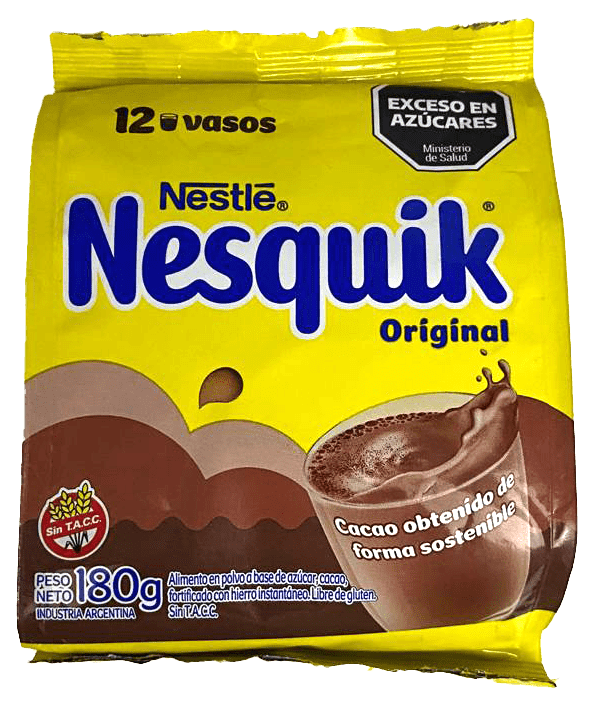 12 vasos
EXCESO EN
AZÚCARES
Ministerio
de Salud
Nestlé®
Nesquik®
Original
Cacao obtenido de
forma sostenible
Sin T.A.C.C.
PESO
NETO 180g
INDUSTRIA ARGENTINA
Alimento en polvo a base de azúcar, cacao,
fortificado con hierro Instantáneo. Libre de gluten.
Sin T.A.C.C.